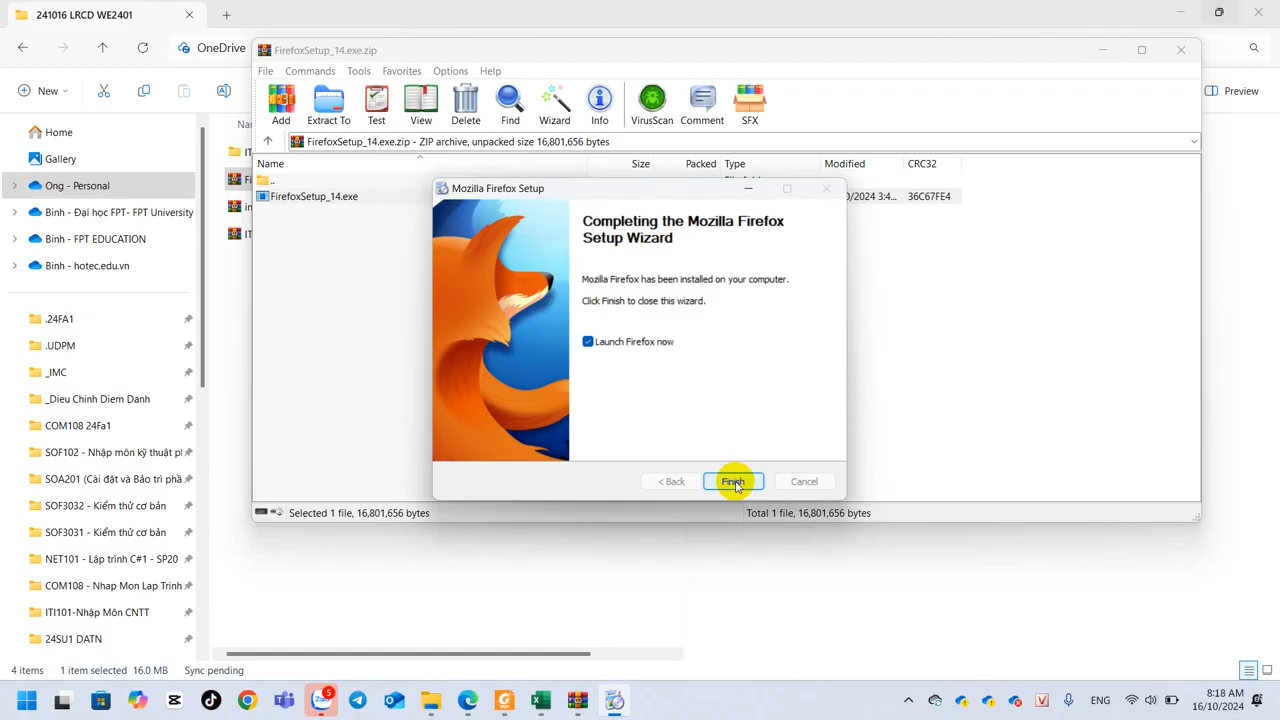 241016 LRCD WE2401
OneDrive
New
Preview
Home
Gallery
Ong - Personal
Binh - Đại học FPT- FPT University
Binh - FPT EDUCATION
Binh - hotec.edu.vn
.24FA1
.UDPM
_IMC
_Dieu Chinh Diem Danh
COM108 24Fa1
SOF102 - Nhập môn kỹ thuật pl
SOA201 (Cài đặt và Bảo trì phầ
SOF3032 - Kiểm thử cơ bản
SOF3031 - Kiểm thử cơ bản
NET101 - Lập trình C#1 - SP20
COM108 - Nhap Mon Lap Trinh
ITI101-Nhập Môn CNTT
24SU1 DATN
4 items 1 item selected 16.0 MB Sync pending
FirefoxSetup_14.exe.zip
File Commands Tools Favorites Options Help
Add Extract To Test View Delete Find Wizard Info VirusScan Comment SFX
FirefoxSetup_14.exe.zip - ZIP archive, unpacked size 16,801,656 bytes
Name Size Packed Type Modified CRC32
..
FirefoxSetup_14.exe 0/2024 3:4... 36C67FE4
Mozilla Firefox Setup
Completing the Mozilla Firefox
Setup Wizard
Mozilla Firefox has been installed on your computer.
Click Finish to close this wizard.
Launch Firefox now
< Back Finish Cancel
Selected 1 file, 16,801,656 bytes
Total 1 file, 16,801,656 bytes
Zalo
5
ENG
8:18 AM
16/10/2024